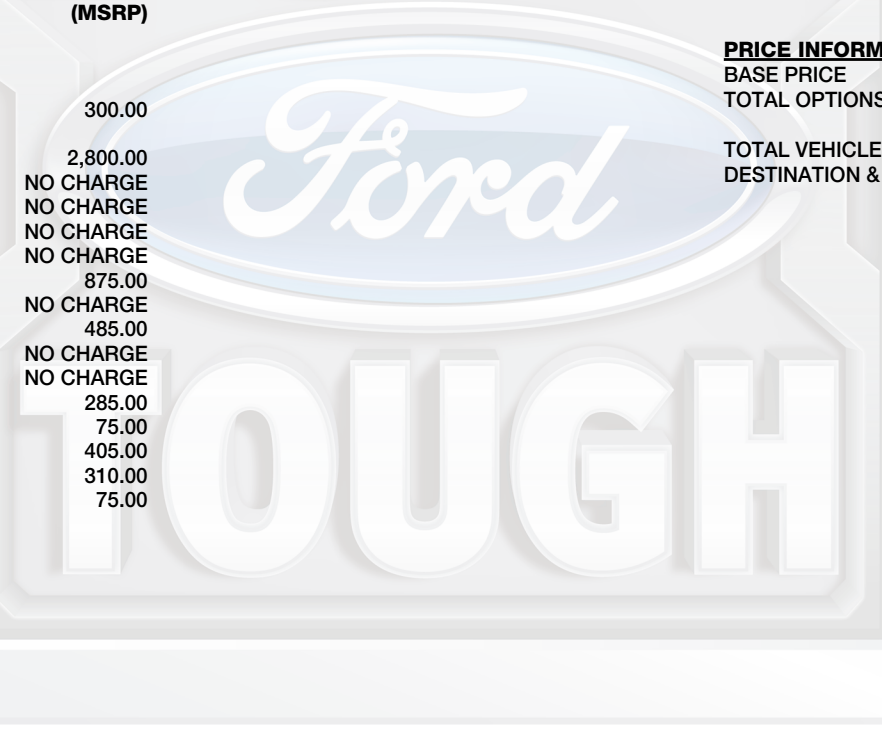 (MSRP)
300.00
2,800.00
NO CHARGE
NO CHARGE
NO CHARGE
NO CHARGE
875.00
NO CHARGE
485.00
NO CHARGE
NO CHARGE
285.00
75.00
405.00
310.00
75.00
PRICE INFORM
BASE PRICE
TOTAL OPTIONS
TOTAL VEHICLE
DESTINATION &
Ford
TOUGH